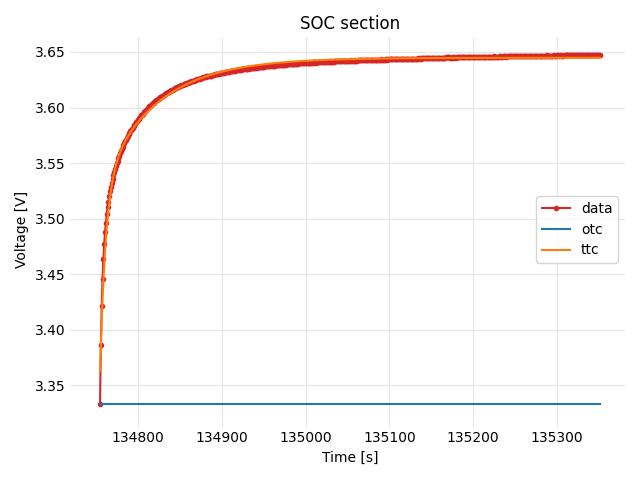 SOC section
Voltage [V]
3.65
3.60
3.55
3.50
3.45
3.40
3.35
data
otc
ttc
134800 134900 135000 135100 135200 135300
Time [s]